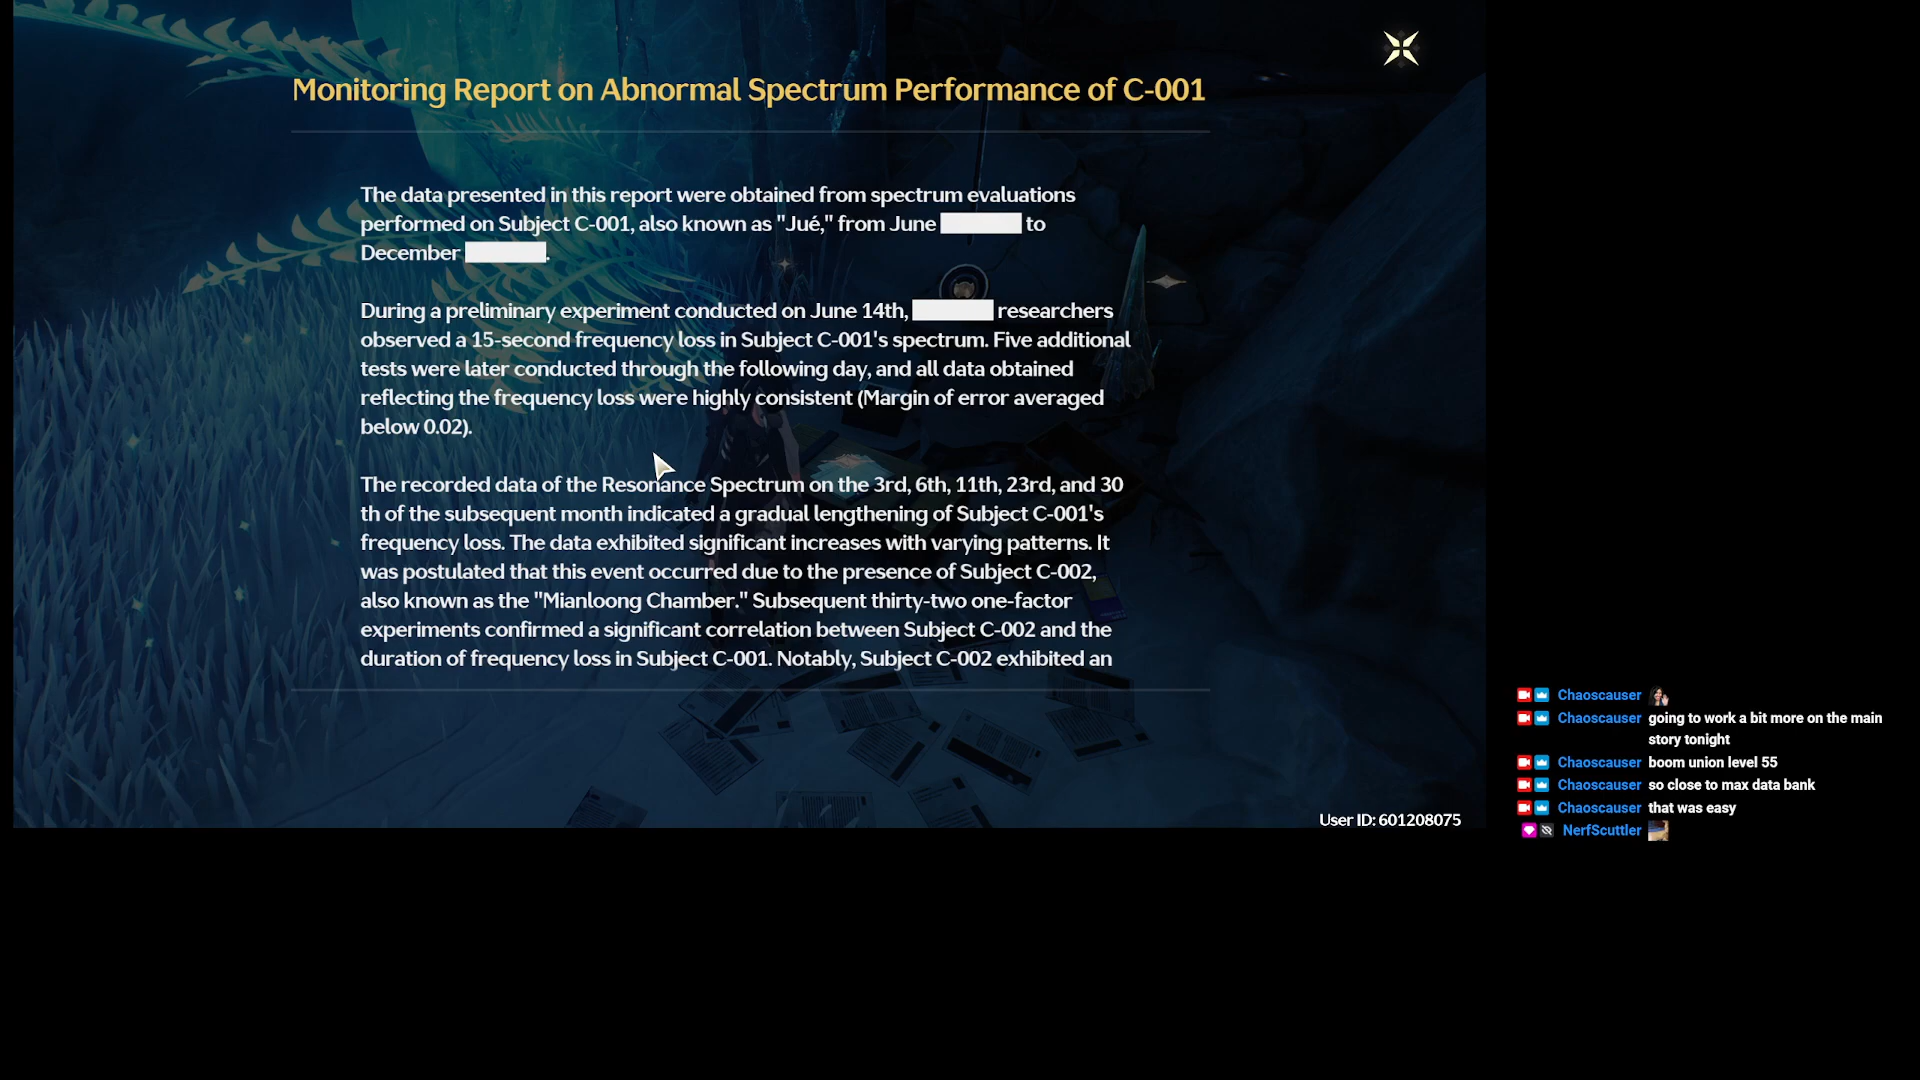 Monitoring Report on Abnormal Spectrum Performance of C-001
The data presented in this report were obtained from spectrum evaluations
performed on Subject C-001, also known as "Jué," from June to
December .
During a preliminary experiment conducted on June 14th, researchers
observed a 15-second frequency loss in Subject C-001's spectrum. Five additional
tests were later conducted through the following day, and all data obtained
reflecting the frequency loss were highly consistent (Margin of error averaged
below 0.02).
The recorded data of the Resonance Spectrum on the 3rd, 6th, 11th, 23rd, and 30
th of the subsequent month indicated a gradual lengthening of Subject C-001's
frequency loss. The data exhibited significant increases with varying patterns. It
was postulated that this event occurred due to the presence of Subject C-002,
also known as the "Mianloong Chamber." Subsequent thirty-two one-factor
experiments confirmed a significant correlation between Subject C-002 and the
duration of frequency loss in Subject C-001. Notably, Subject C-002 exhibited an
User ID: 601208075
Chaoscauser
Chaoscauser going to work a bit more on the main
story tonight
Chaoscauser boom union level 55
Chaoscauser so close to max data bank
Chaoscauser that was easy
NerfScuttler